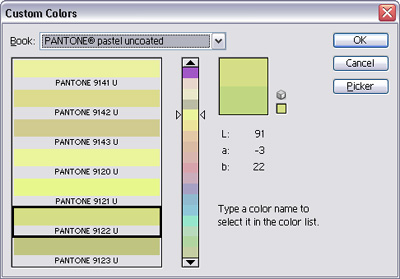 Custom Colors
Book: PANTONE® pastel uncoated
OK
Cancel
Picker
PANTONE 9141 U
PANTONE 9142 U
PANTONE 9143 U
PANTONE 9120 U
PANTONE 9121 U
PANTONE 9122 U
PANTONE 9123 U
L: 91
a: -3
b: 22
Type a color name to
select it in the color list.